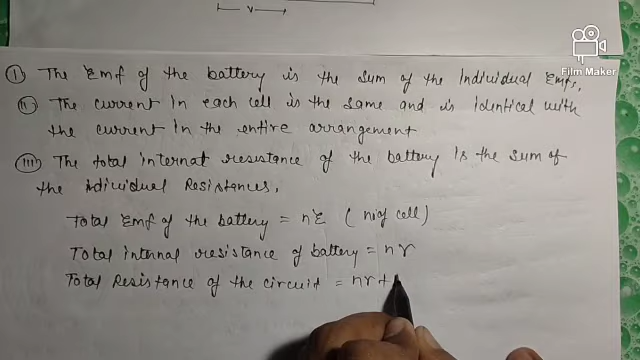 v
Film Maker
(I) The Emf of the battery is the sum of the Individual Emfs.
(II) The current in each cell is the same and is identical with
the current in the entire arrangement
(III) The total internal resistance of the battery is the sum of
the individual Resistances.
Total Emf of the battery = nε ( n of cell)
Total internal resistance of battery = nr
Total Resistance of the circuit = nr +